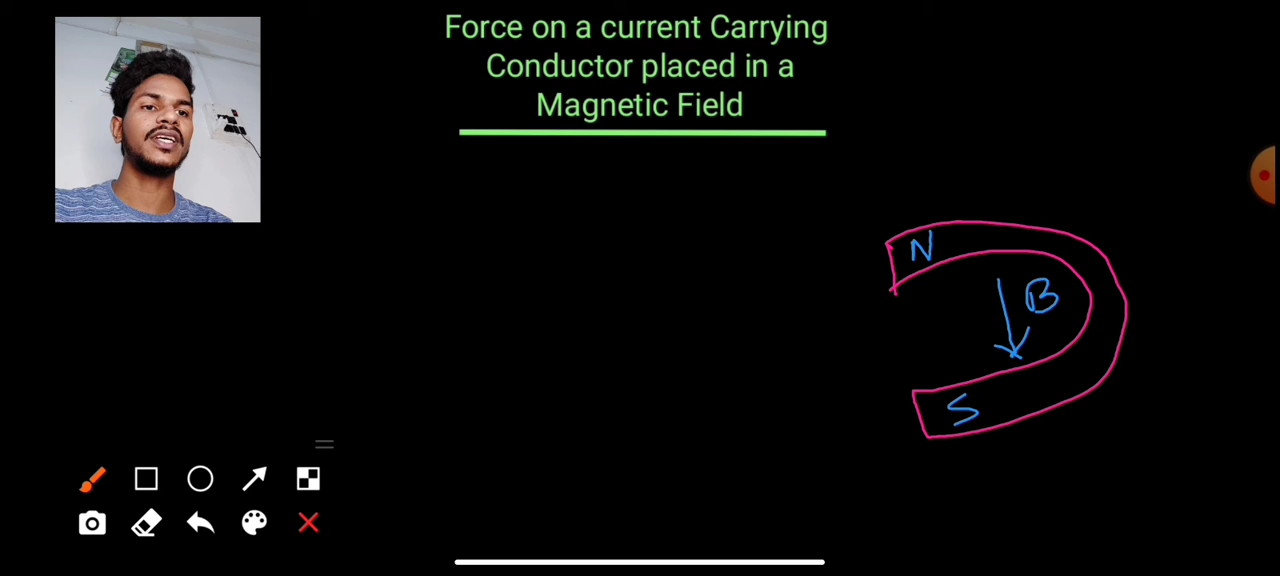 Force on a current Carrying
Conductor placed in a
Magnetic Field
N
B
S